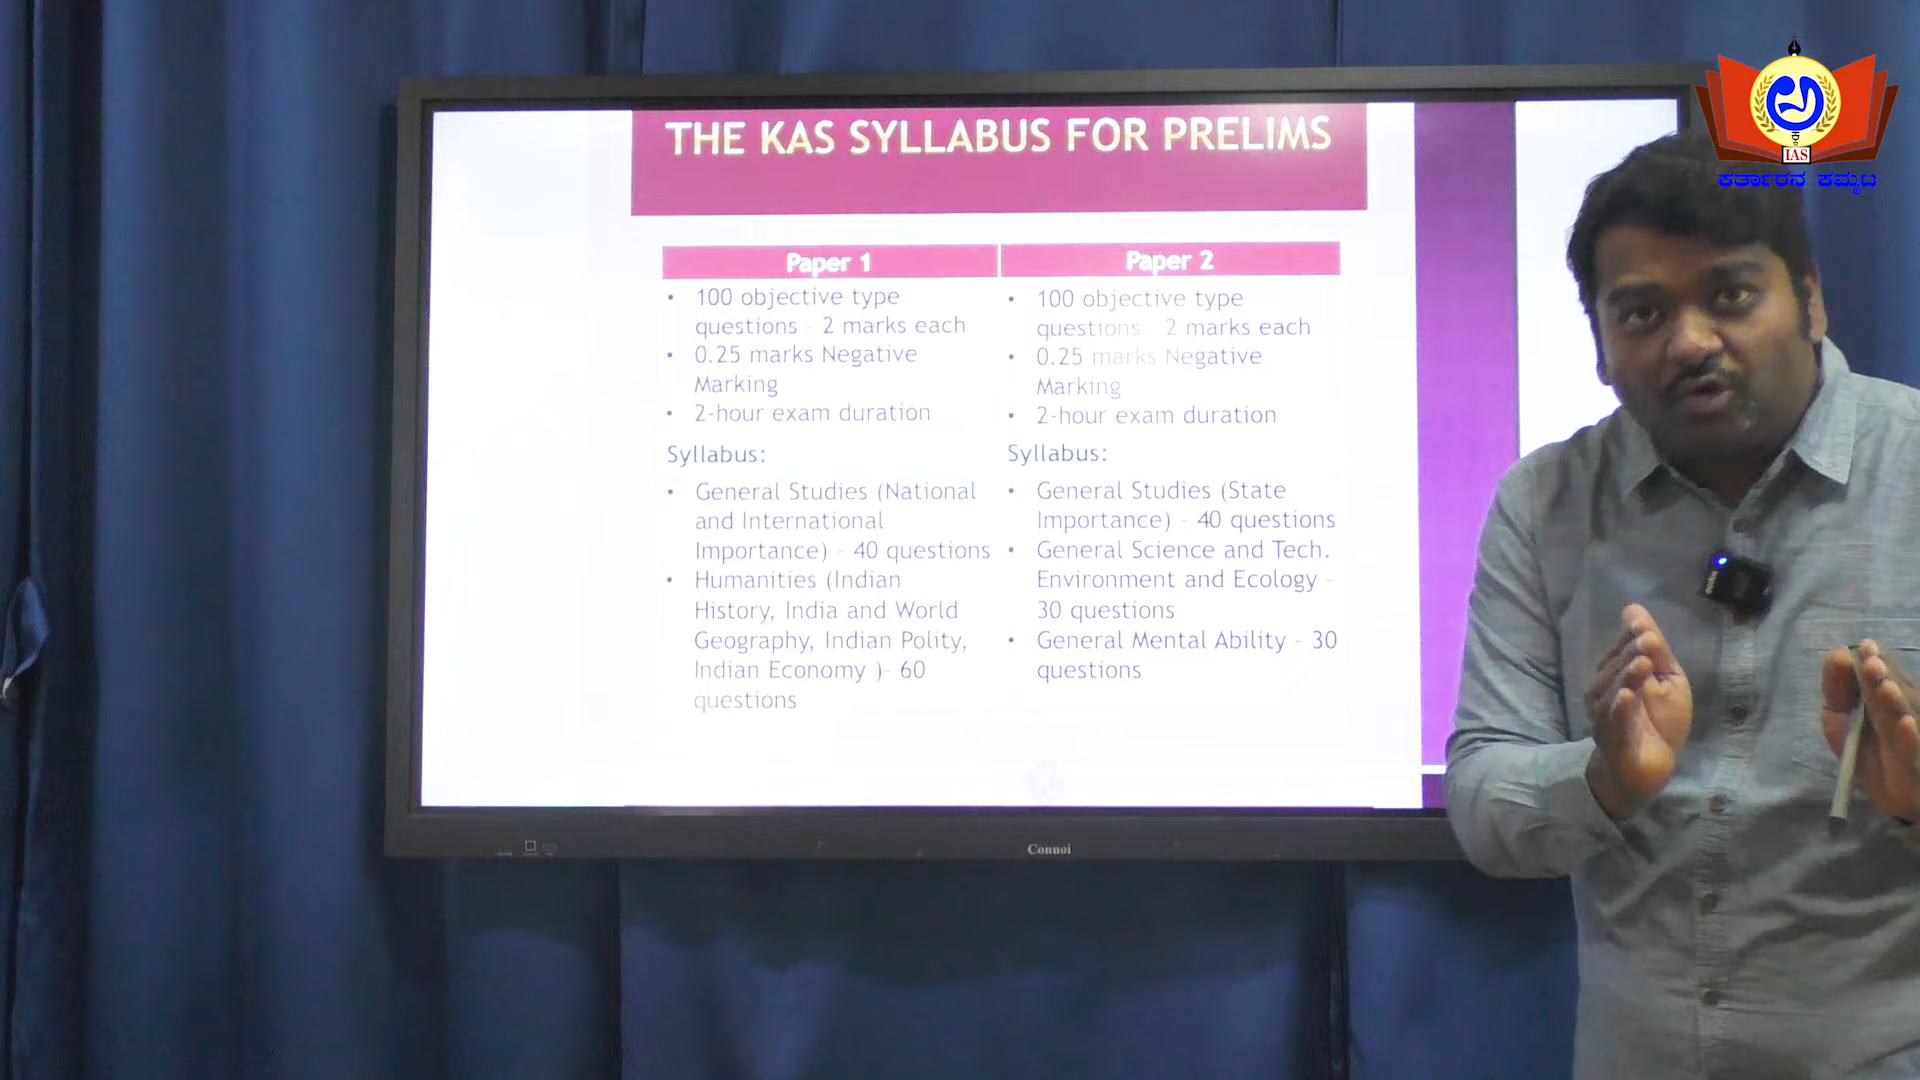 THE KAS SYLLABUS FOR PRELIMS
Paper 1
• 100 objective type
questions - 2 marks each
• 0.25 marks Negative
Marking
• 2-hour exam duration
Syllabus:
• General Studies (National
and International
Importance) - 40 questions
• Humanities (Indian
History, India and World
Geography, Indian Polity,
Indian Economy )- 60
questions
Paper 2
• 100 objective type
questions - 2 marks each
• 0.25 marks Negative
Marking
• 2-hour exam duration
Syllabus:
• General Studies (State
Importance) - 40 questions
• General Science and Tech.
Environment and Ecology -
30 questions
• General Mental Ability - 30
questions
Connoi
IAS
ಕರ್ತಾರನ ಕಮ್ಮಟ